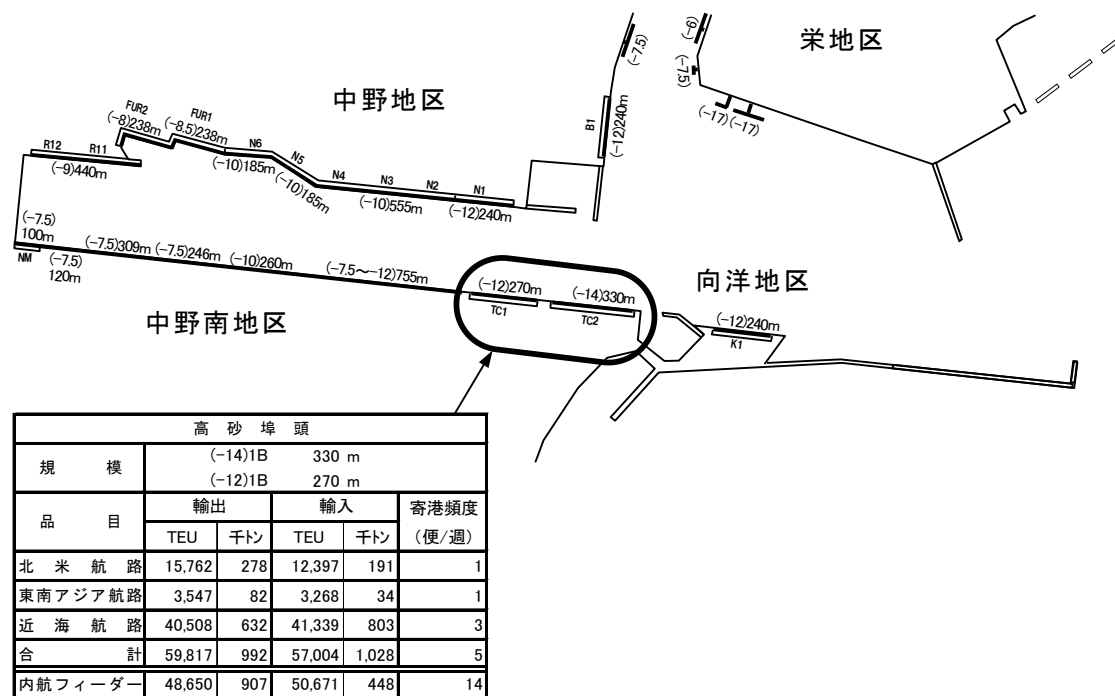 栄地区
(-9)
(-7.5)
(-7.5)
(-17) (-17)
中野地区
FUR2
(-8)238m
FUR1
(-8.5)238m
B1
(-12)240m
R12 R11
(-9)440m
N6
(-10)185m
N5
(-10)185m
N4 N3 N2 N1
(-10)555m
(-12)240m
(-7.5)
100m
NM
(-7.5)
120m
(-7.5)309m (-7.5)246m (-10)260m
(-7.5～-12)755m
(-12)270m
TC1
(-14)330m
TC2
向洋地区
(-12)240m
K1
中野南地区
高砂埠頭
規模 (-14)1B 330 m
(-12)1B 270 m
品目 輸出 輸入 寄港頻度
TEU 千トン TEU 千トン (便/週)
北米航路 15,762 278 12,397 191 1
東南アジア航路 3,547 82 3,268 34 1
近海航路 40,508 632 41,339 803 3
合計 59,817 992 57,004 1,028 5
内航フィーダー 48,650 907 50,671 448 14